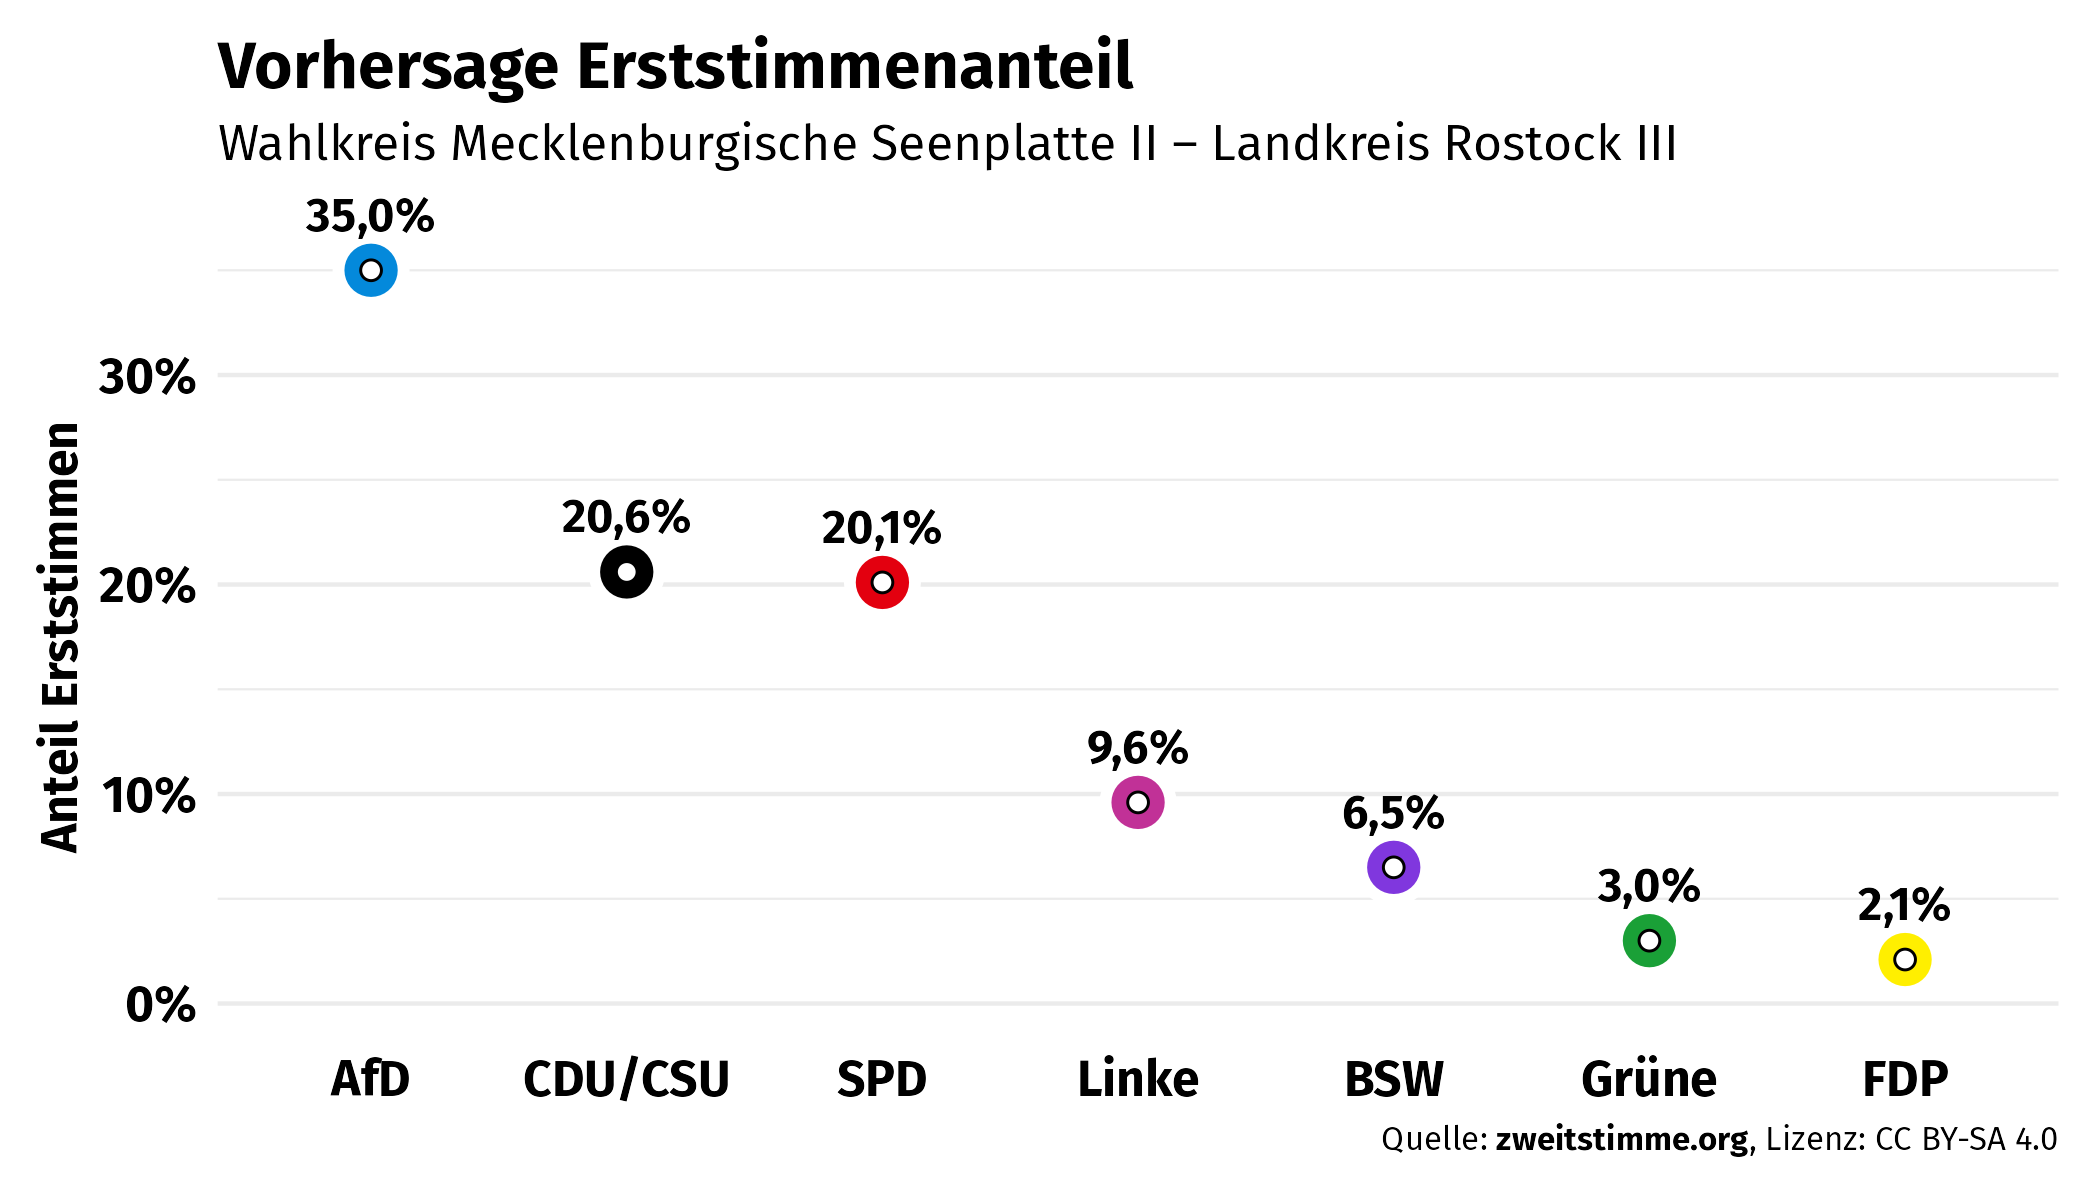 Vorhersage Erststimmenanteil
Wahlkreis Mecklenburgische Seenplatte II – Landkreis Rostock III
35,0%
30%
20,6%
20,1%
20%
9,6%
10%
6,5%
3,0%
2,1%
0%
Anteil Erststimmen
AfD CDU/CSU SPD Linke BSW Grüne FDP
Quelle: zweitstimme.org, Lizenz: CC BY-SA 4.0